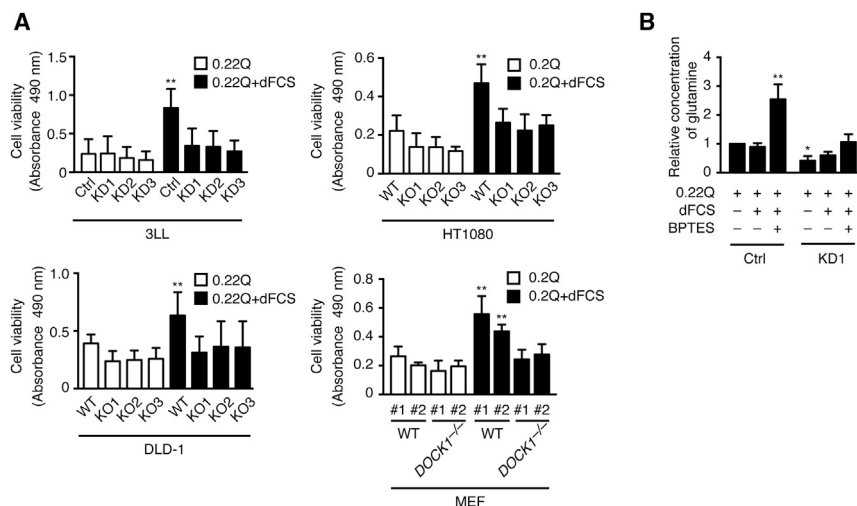 A
Cell viability
(Absorbance 490 nm)
1.5
1.0
0.5
0
**
0.22Q
0.22Q+dFCS
Ctrl KD1 KD2 KD3 Ctrl KD1 KD2 KD3
3LL
Cell viability
(Absorbance 490 nm)
0.6
0.4
0.2
0
**
0.2Q
0.2Q+dFCS
WT KO1 KO2 KO3 WT KO1 KO2 KO3
HT1080
Cell viability
(Absorbance 490 nm)
1.0
0.5
0
**
0.22Q
0.22Q+dFCS
WT KO1 KO2 KO3 WT KO1 KO2 KO3
DLD-1
Cell viability
(Absorbance 490 nm)
0.8
0.6
0.4
0.2
0
**
**
0.2Q
0.2Q+dFCS
#1 #2 #1 #2 #1 #2 #1 #2
WT DOCK1−/− WT DOCK1−/−
MEF
B
Relative concentration
of glutamine
4
3
2
1
0
**
*
0.22Q + + + + + +
dFCS − + + − + +
BPTES − − + − − +
Ctrl KD1